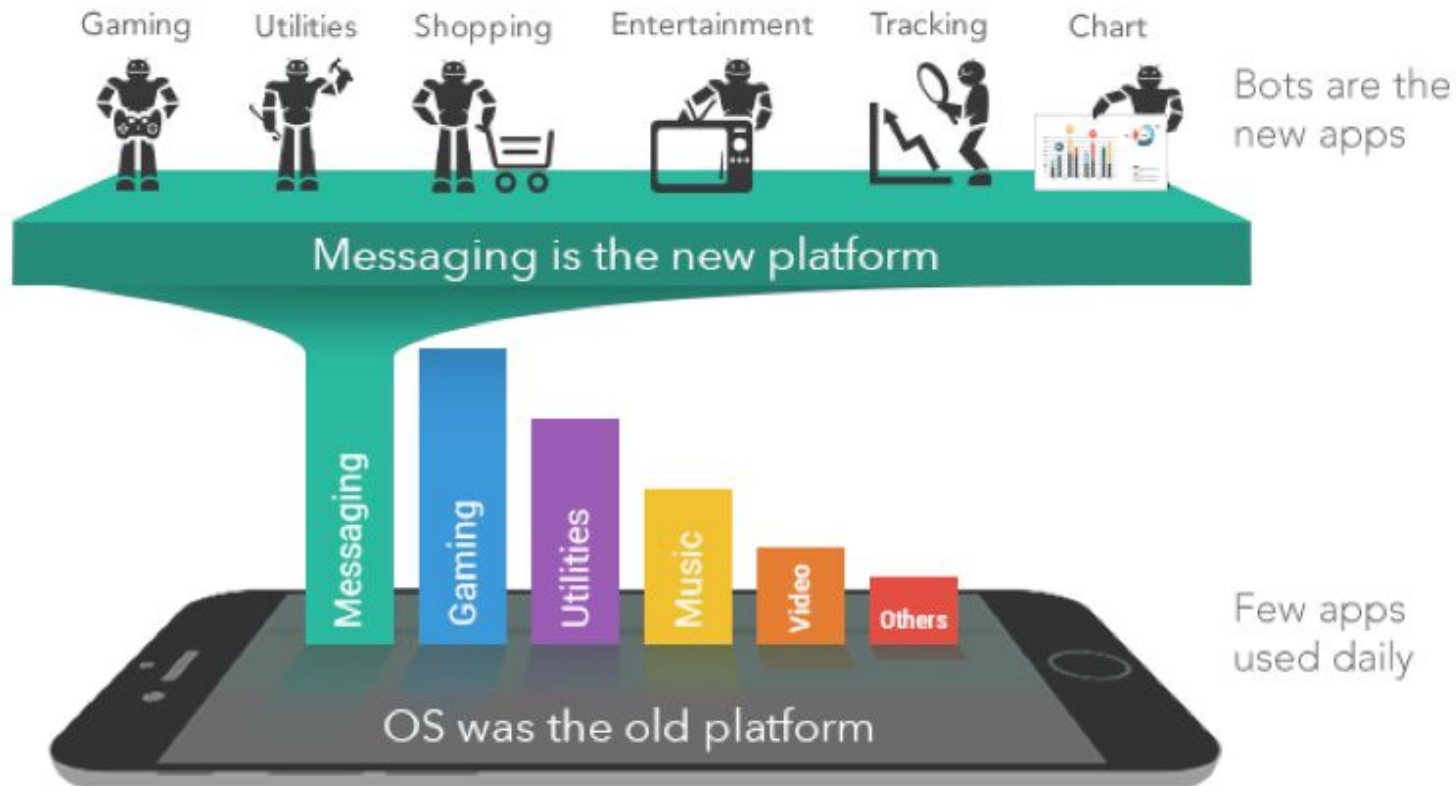 Gaming
Utilities
Shopping
Entertainment
Tracking
Chart
Bots are the
new apps
Messaging is the new platform
Messaging
Gaming
Utilities
Music
Video
Others
Few apps
used daily
OS was the old platform